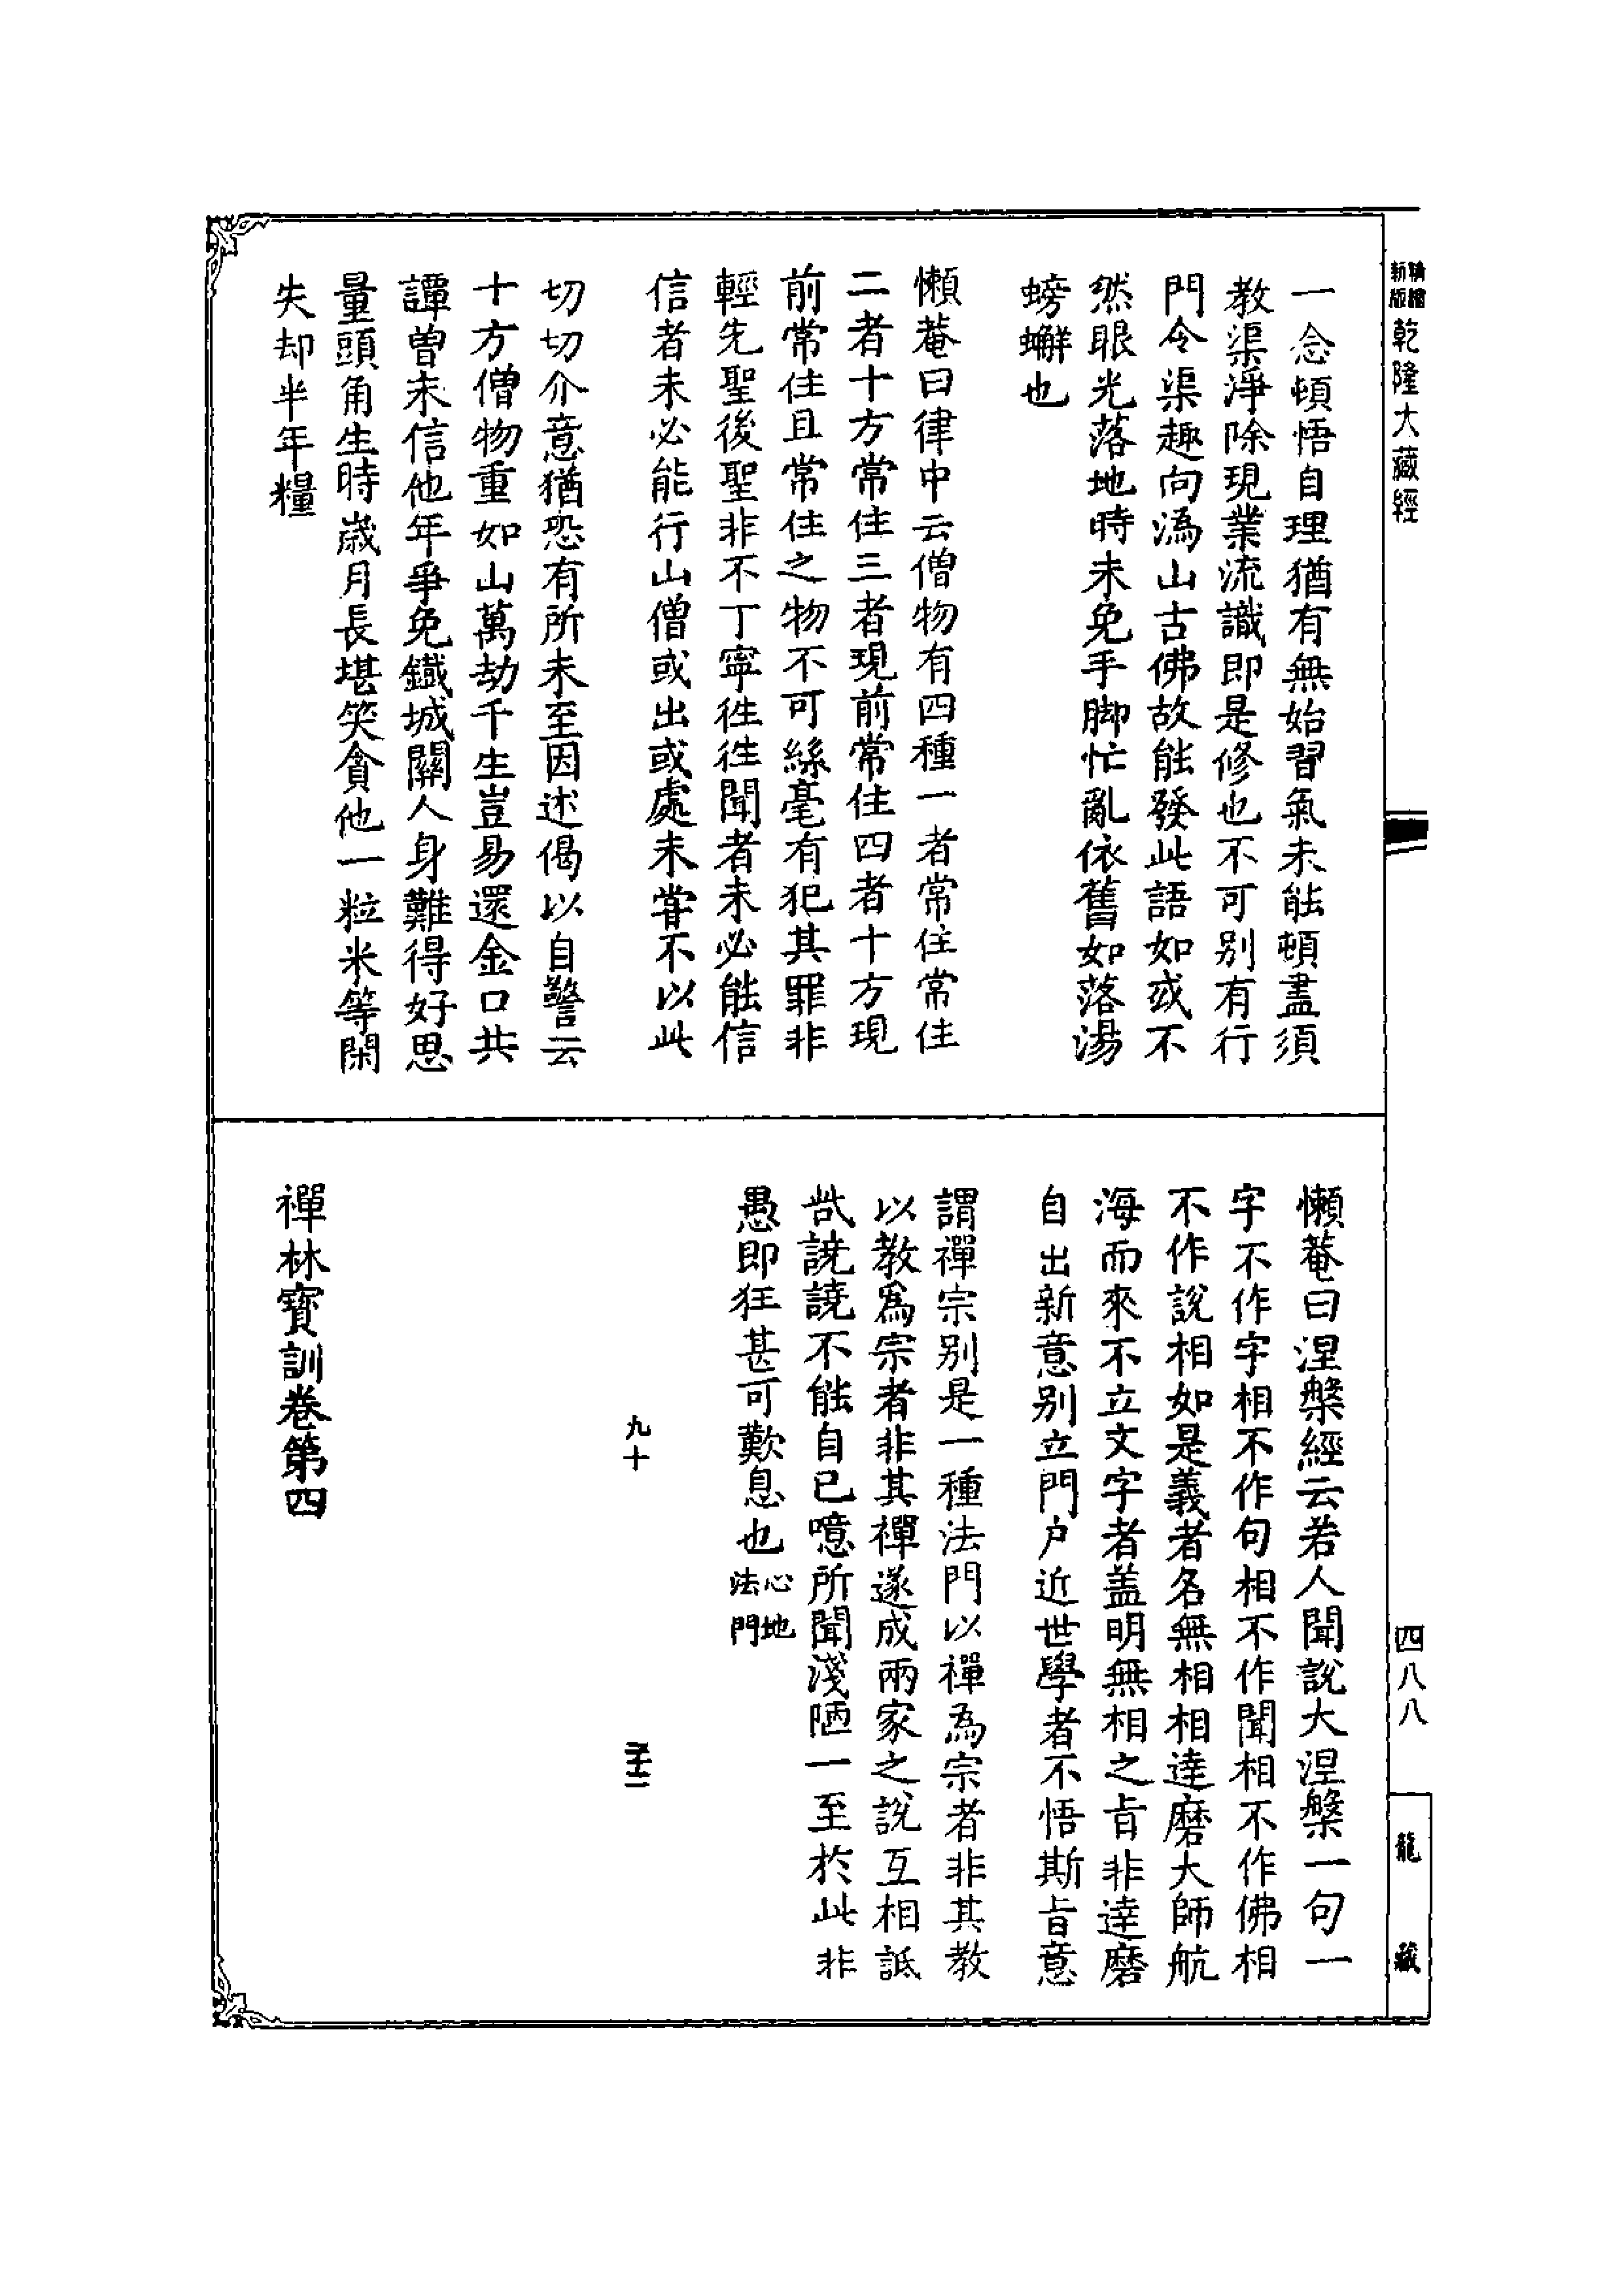 精繪
新版
乾隆大藏經
一念頓悟自理猶有無始習氣未能頓盡須
教渠淨除現業流識即是修也不可別有行
門令渠趣向溈山古佛故能發此語如或不
然眼光落地時未免手脚忙亂依舊如落湯
螃蠏也
懶菴曰律中云僧物有四種一者常住常住
二者十方常住三者現前常住四者十方現
前常住且常住之物不可絲毫有犯其罪非
輕先聖後聖非不丁寧往往聞者未必能信
信者未必能行山僧或出或處未嘗不以此
切切介意猶恐有所未至因述偈以自警云
十方僧物重如山萬劫千生豈易還金口共
譚曾未信他年爭免鐵城關人身難得好思
量頭角生時歲月長堪笑貪他一粒米等閑
失却半年糧
懶菴曰涅槃經云若人聞說大涅槃一句一
字不作字相不作句相不作聞相不作佛相
不作說相如是義者名無相相達磨大師航
海而來不立文字者蓋明無相之旨非達磨
自出新意別立門戶近世學者不悟斯旨意
謂禪宗別是一種法門以禪為宗者非其教
以教爲宗者非其禪遂成兩家之說互相詆
訿譊譊不能自已噫所聞淺陋一至於此非
愚即狂甚可歎息也心地
法門
九十
禪林寶訓卷第四
四八八
龍藏